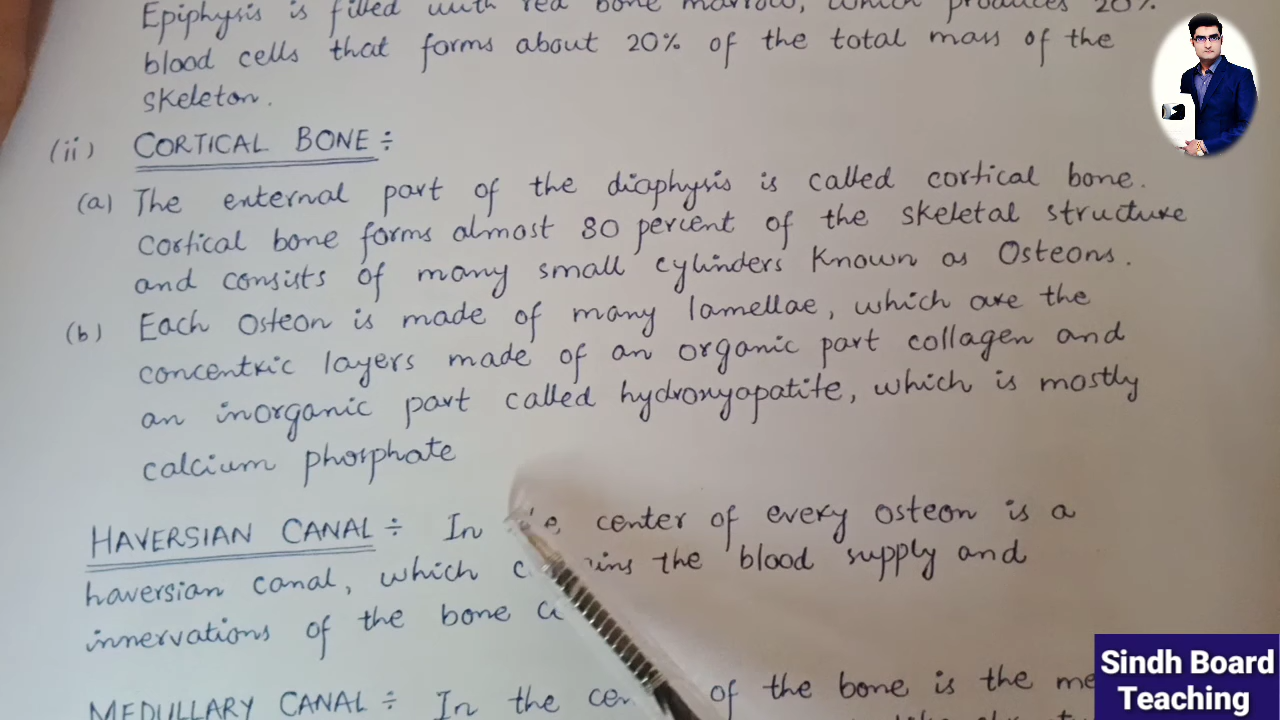 Epiphysis is filled with red bone marrow, which produces 20%
blood cells that forms about 20% of the total mass of the
skeleton.
(ii) CORTICAL BONE÷
(a) The external part of the diaphysis is called cortical bone.
Cortical bone forms almost 80 percent of the skeletal structure
and consists of many small cylinders known as Osteons.
(b) Each osteon is made of many lamellae, which are the
concentric layers made of an organic part collagen and
an inorganic part called hydroxyapatite, which is mostly
calcium phosphate
HAVERSIAN CANAL÷ In center of every osteon is a
haversian canal, which the blood supply and
innervations of the bone
MEDULLARY CANAL÷ In the of the bone is the
Sindh Board
Teaching